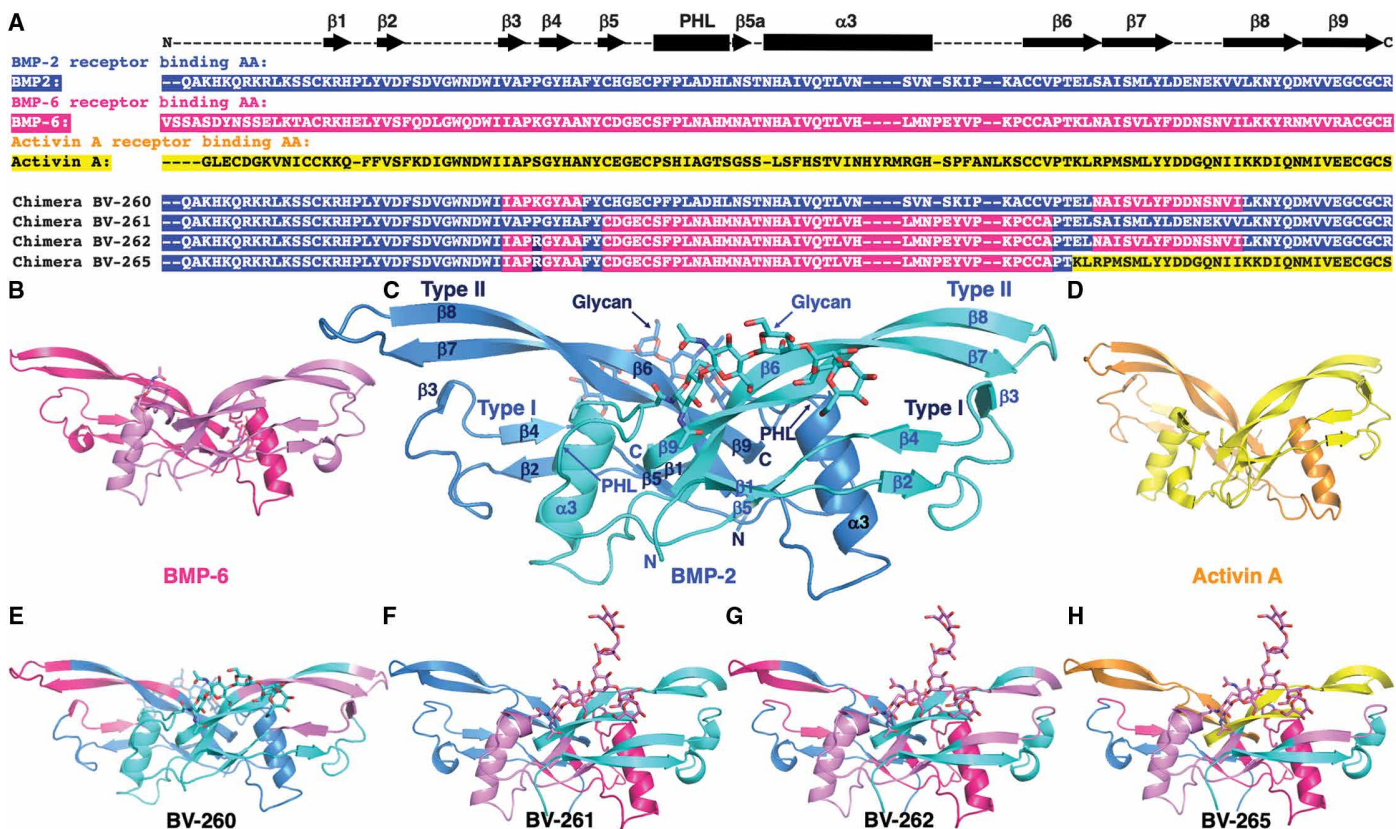 A
β1 β2 β3 β4 β5 PHL β5a α3 β6 β7 β8 β9
N C
BMP-2 receptor binding AA:
BMP2: --QAKHKQRKRLKSSCKRHPLYVDFSDVGWNDWIVAPPGYHAFYCHGECPFPLADHLNSTNHAIVQTLVN----SVN-SKIP--KACCVPTELSAISMLYLDENEKVVLKNYQDMVVEGCGCR
BMP-6 receptor binding AA:
BMP-6: VSSASDYNSSELKTACRKHELYVSFQDLGWQDWIIAPKGYAANYCDGECSFPLNAHMNATNHAIVQTLVH----LMNPEYVP--KPCCAPTKLNAISVLYFDDNSNVILKKYRNMVVRACGCH
Activin A receptor binding AA:
Activin A: ----GLECDGKVNICCKKQ-FFVSFKDIGWNDWIIAPSGYHANYCEGECPSHIAGTSGSS-LSFHSTVINHYRMRGH-SPFANLKSCCVPTKLRPMSMLYYDDGQNIIKKDIQNMIVEECGCS
Chimera BV-260 --QAKHKQRKRLKSSCKRHPLYVDFSDVGWNDWIIAPKGYAAFYCHGECPFPLADHLNSTNHAIVQTLVN----SVN-SKIP--KACCVPTELNAISVLYFDDNSNVILKNYQDMVVEGCGCR
Chimera BV-261 --QAKHKQRKRLKSSCKRHPLYVDFSDVGWNDWIVAPPGYHAFYCDGECSFPLNAHMNATNHAIVQTLVH----LMNPEYVP--KPCCAPTELSAISMLYLDENEKVVLKNYQDMVVEGCGCR
Chimera BV-262 --QAKHKQRKRLKSSCKRHPLYVDFSDVGWNDWIIAPRGYAAFYCDGECSFPLNAHMNATNHAIVQTLVH----LMNPEYVP--KPCCAPTELNAISVLYFDDNSNVILKNYQDMVVEGCGCR
Chimera BV-265 --QAKHKQRKRLKSSCKRHPLYVDFSDVGWNDWIIAPRGYAAFYCDGECSFPLNAHMNATNHAIVQTLVH----LMNPEYVP--KPCCAPTKLRPMSMLYYDDGQNIIKKDIQNMIVEECGCS
B
BMP-6
C
Type II Glycan Glycan Type II
β8 β8
β7 β6 β6 β7
β3 Type I PHL Type I β3
β4 β9 β9 β4
C C
β2 β5 β1 β1 β2
PHL
α3 β5 α3
N N
BMP-2
D
Activin A
E
BV-260
F
BV-261
G
BV-262
H
BV-265